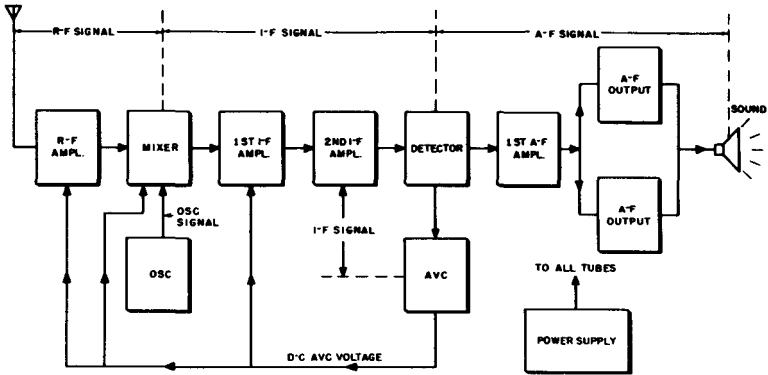 R-F SIGNAL
I-F SIGNAL
A-F SIGNAL
R-F
AMPL.
MIXER
1ST I-F
AMPL.
2ND I-F
AMPL.
DETECTOR
1ST A-F
AMPL.
A-F
OUTPUT
A-F
OUTPUT
SOUND
OSC
SIGNAL
OSC
I-F SIGNAL
AVC
TO ALL TUBES
POWER SUPPLY
D-C AVC VOLTAGE